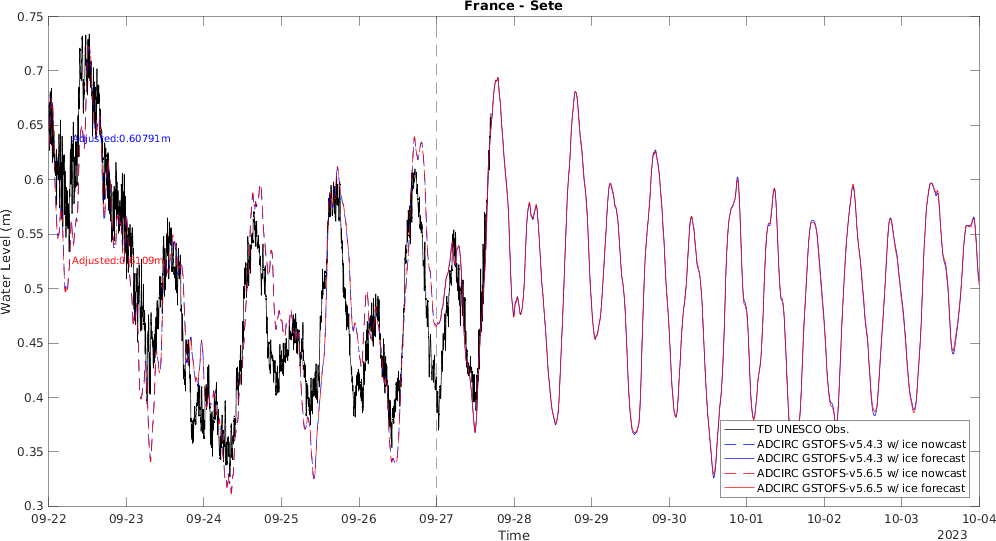 France - Sete
0.75
0.7
0.65
0.6
0.55
0.5
0.45
0.4
0.35
0.3
Water Level (m)
Adjusted:0.60791m
Adjusted:0.6109m
TD UNESCO Obs.
ADCIRC GSTOFS-v5.4.3 w/ ice nowcast
ADCIRC GSTOFS-v5.4.3 w/ ice forecast
ADCIRC GSTOFS-v5.6.5 w/ ice nowcast
ADCIRC GSTOFS-v5.6.5 w/ ice forecast
09-22 09-23 09-24 09-25 09-26 09-27 09-28 09-29 09-30 10-01 10-02 10-03 10-04
Time
2023